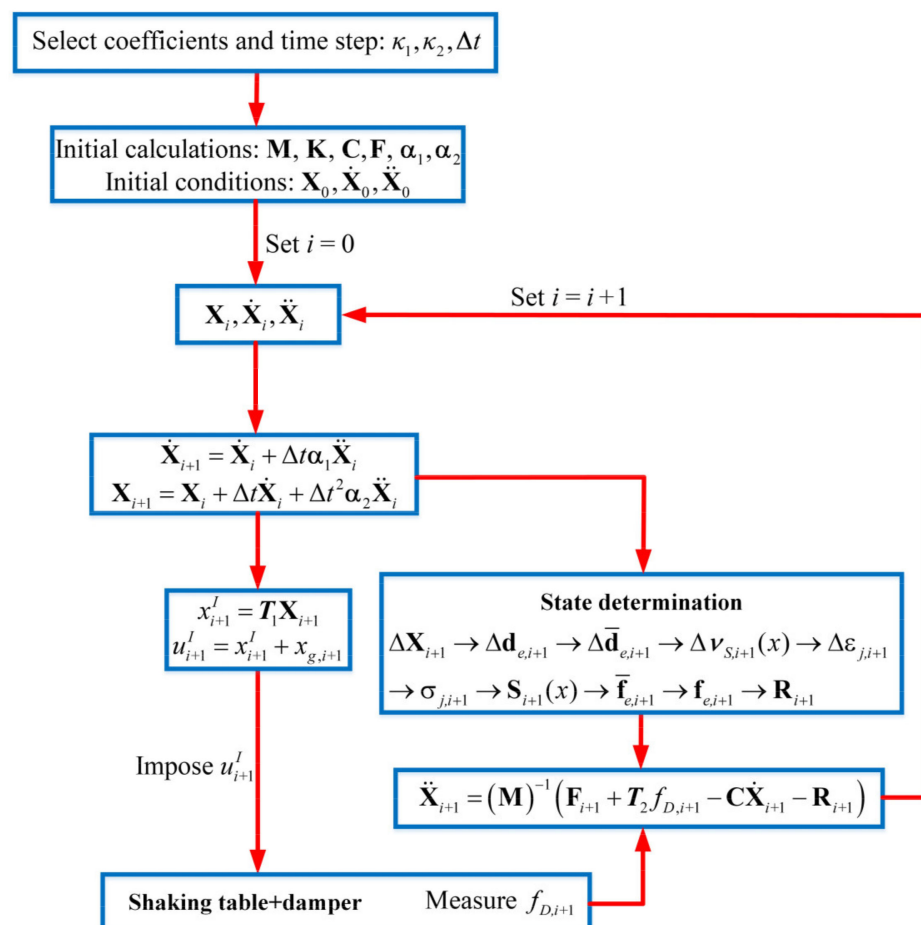 Select coefficients and time step: κ₁, κ₂, Δt
Initial calculations: M, K, C, F, α₁, α₂
Initial conditions: X₀, Ẋ₀, Ẍ₀
Set i = 0
Set i = i +1
Xᵢ, Ẋᵢ, Ẍᵢ
Ẋᵢ₊₁ = Ẋᵢ + Δtα₁Ẍᵢ
Xᵢ₊₁ = Xᵢ + ΔtẊᵢ + Δt²α₂Ẍᵢ
x^I_{i+1} = T₁Xᵢ₊₁
u^I_{i+1} = x^I_{i+1} + x_{g,i+1}
State determination
ΔX_{i+1} → Δd_{e,i+1} → Δd̄_{e,i+1} → Δν_{S,i+1}(x) → Δε_{j,i+1}
→ σ_{j,i+1} → S_{i+1}(x) → f̄_{e,i+1} → f_{e,i+1} → R_{i+1}
Impose u^I_{i+1}
Ẍ_{i+1} = (M)⁻¹(F_{i+1} + T₂f_{D,i+1} − CẊ_{i+1} − R_{i+1})
Shaking table+damper Measure f_{D,i+1}